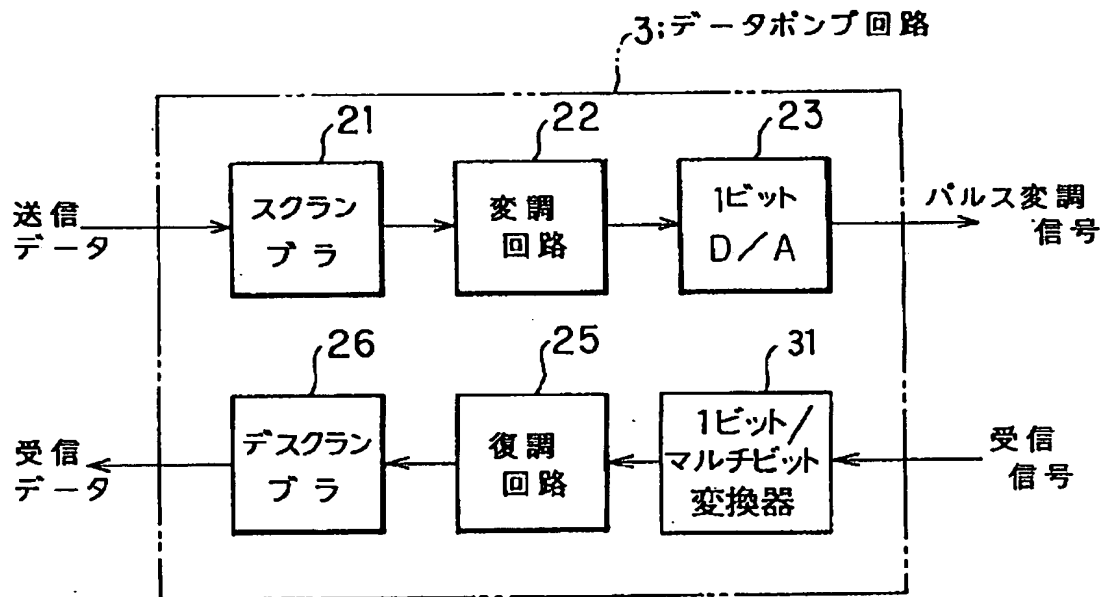 3;データポンプ回路
21
22
23
送信
データ
スクラン
ブラ
変調
回路
1ビット
D/A
パルス変調
信号
26
25
31
受信
データ
デスクラン
ブラ
復調
回路
1ビット/
マルチビット
変換器
受信
信号